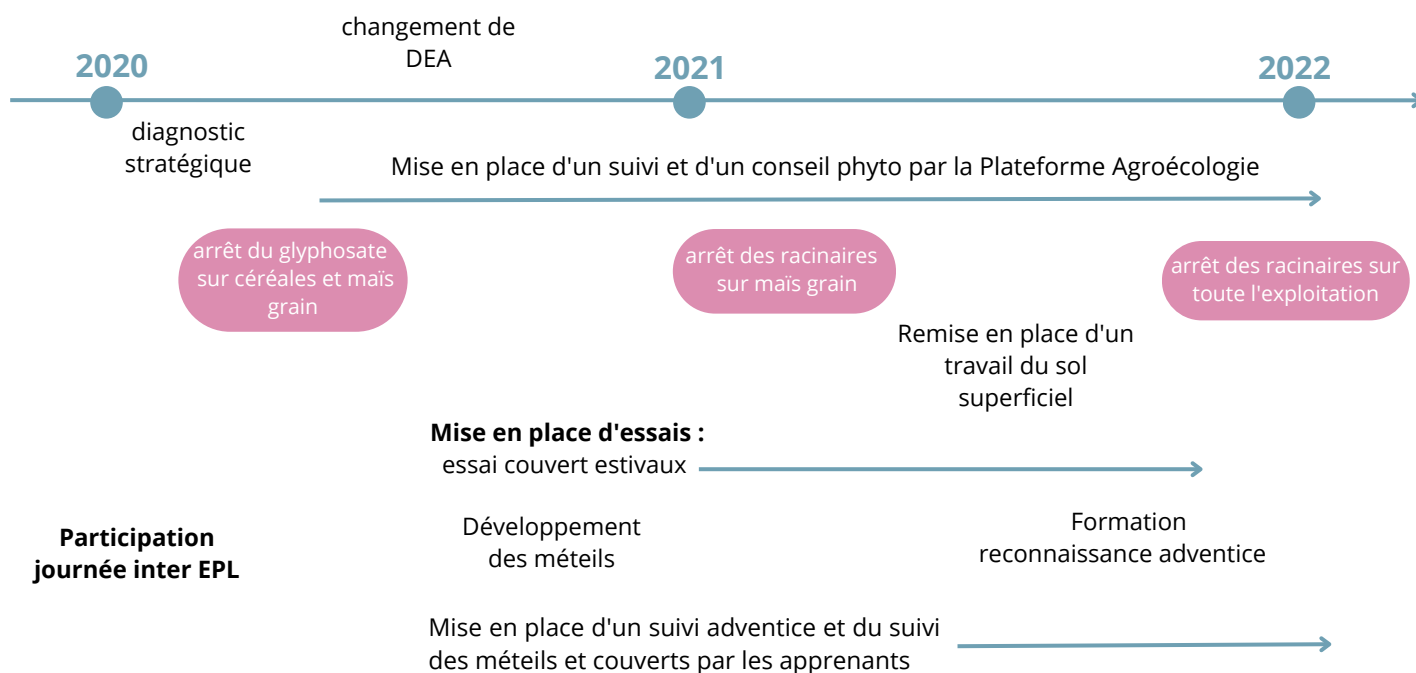 changement de
DEA
2020
2021
2022
diagnostic
stratégique
Mise en place d'un suivi et d'un conseil phyto par la Plateforme Agroécologie
arrêt du glyphosate
sur céréales et maïs
grain
arrêt des racinaires
sur maïs grain
arrêt des racinaires sur
toute l'exploitation
Remise en place d'un
travail du sol
superficiel
Mise en place d'essais :
essai couvert estivaux
Participation
journée inter EPL
Développement
des méteils
Formation
reconnaissance adventice
Mise en place d'un suivi adventice et du suivi
des méteils et couverts par les apprenants